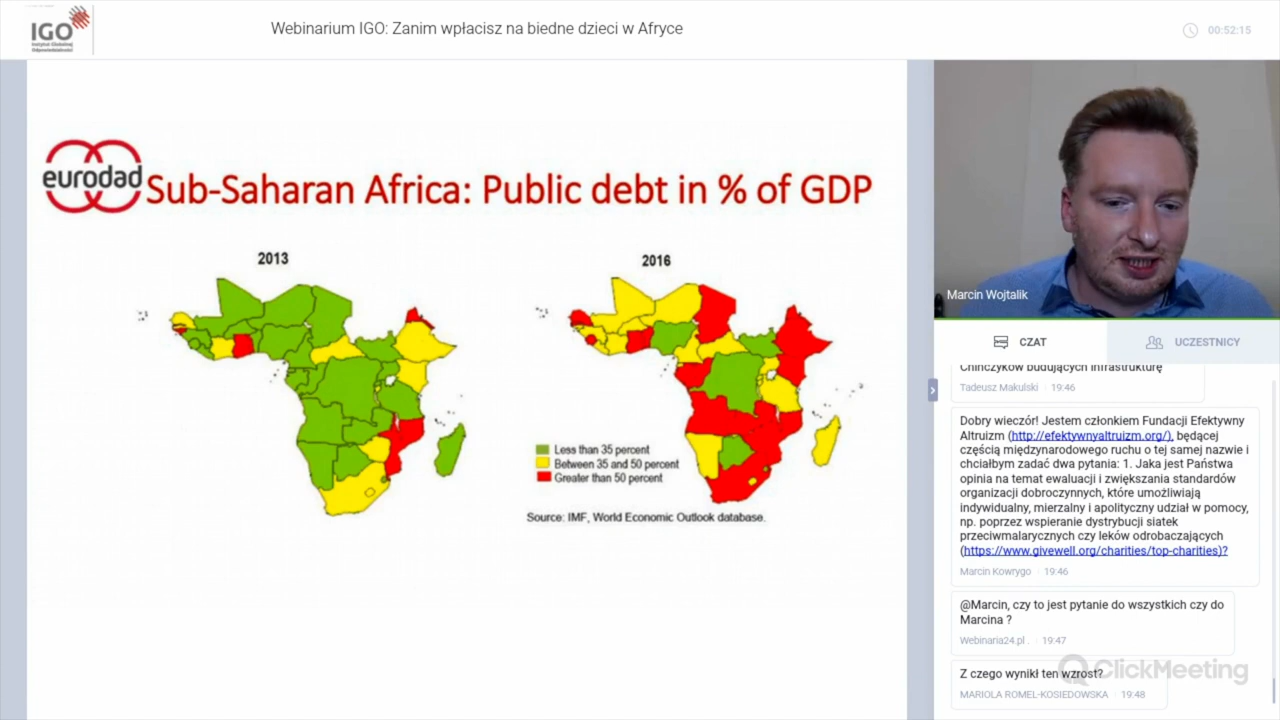 IGO
Instytut Globalnej
Odpowiedzialności
Webinarium IGO: Zanim wpłacisz na biedne dzieci w Afryce
00:52:15
eurodad
Sub-Saharan Africa: Public debt in % of GDP
2013
2016
Less than 35 percent
Between 35 and 50 percent
Greater than 50 percent
Source: IMF, World Economic Outlook database.
Marcin Wojtalik
CZAT
UCZESTNICY
Chińczyków budujących infrastrukturę
Tadeusz Makulski · 19:46
Dobry wieczór! Jestem członkiem Fundacji Efektywny
Altruizm (http://efektywnyaltruizm.org/), będącej
częścią międzynarodowego ruchu o tej samej nazwie i
chciałbym zadać dwa pytania: 1. Jaka jest Państwa
opinia na temat ewaluacji i zwiększania standardów
organizacji dobroczynnych, które umożliwiają
indywidualny, mierzalny i apolityczny udział w pomocy,
np. poprzez wspieranie dystrybucji siatek
przeciwmalarycznych czy leków odrobaczających
(https://www.givewell.org/charities/top-charities)?
Marcin Kowrygo · 19:46
@Marcin, czy to jest pytanie do wszystkich czy do
Marcina ?
Webinaria24.pl . · 19:47
Z czego wynikł ten wzrost?
MARIOLA ROMEL-KOSIEDOWSKA · 19:48
ClickMeeting